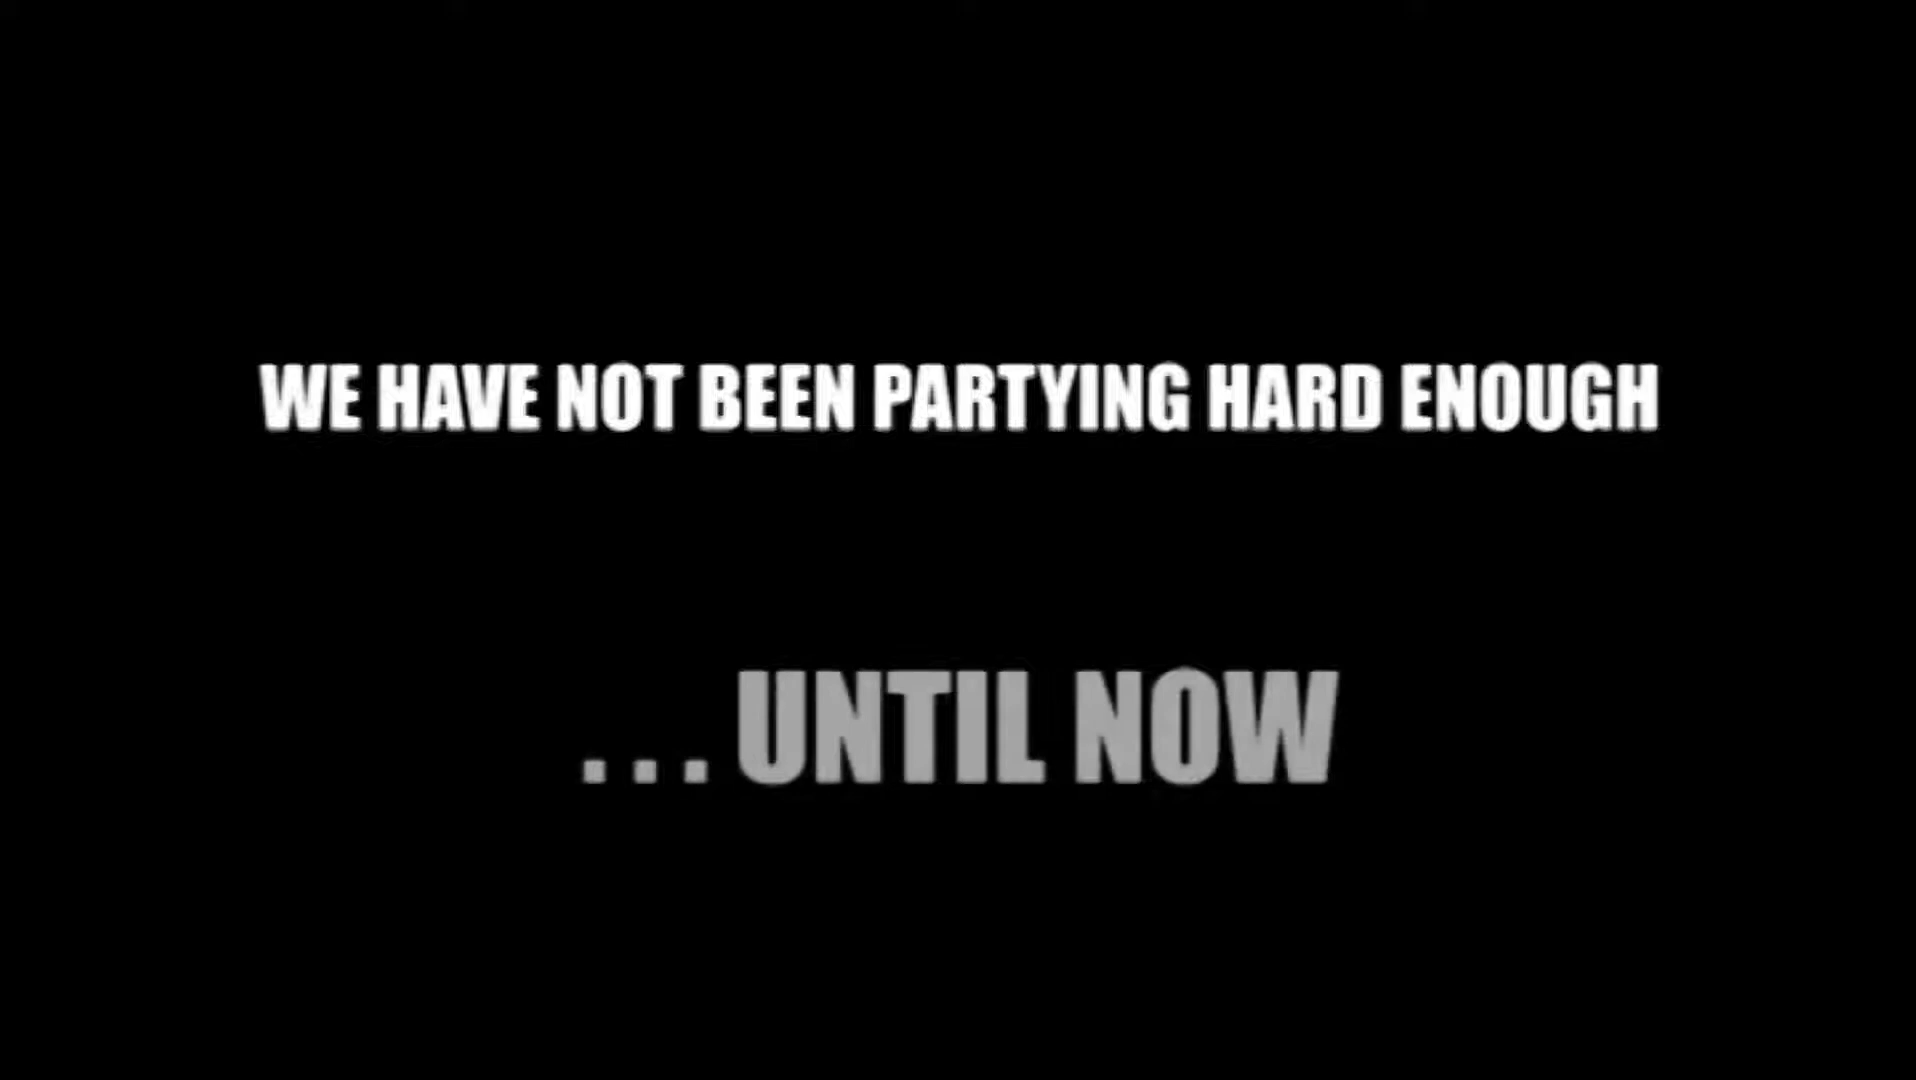 WE HAVE NOT BEEN PARTYING HARD ENOUGH
. . . UNTIL NOW